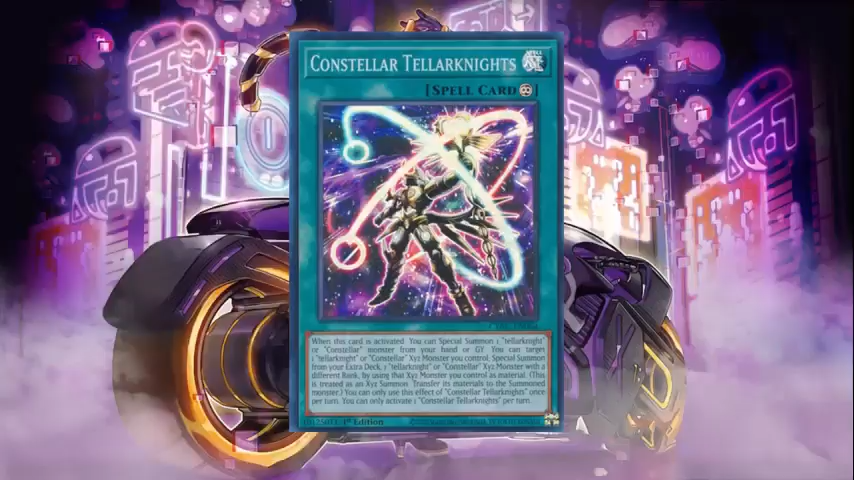 CONSTELLAR TELLARKNIGHTS
[SPELL CARD
When this card is activated: You can Special Summon 1 "tellarknight"
or "Constellar" monster from your hand or GY. You can target
1 "tellarknight" or "Constellar" Xyz Monster you control; Special Summon
from your Extra Deck, 1 "tellarknight" or "Constellar" Xyz Monster with a
different Rank, by using that Xyz Monster you control as material. (This
is treated as an Xyz Summon. Transfer its materials to the Summoned
monster.) You can only use this effect of "Constellar Tellarknights" once
per turn. You can only activate 1 "Constellar Tellarknights" per turn.
1st Edition